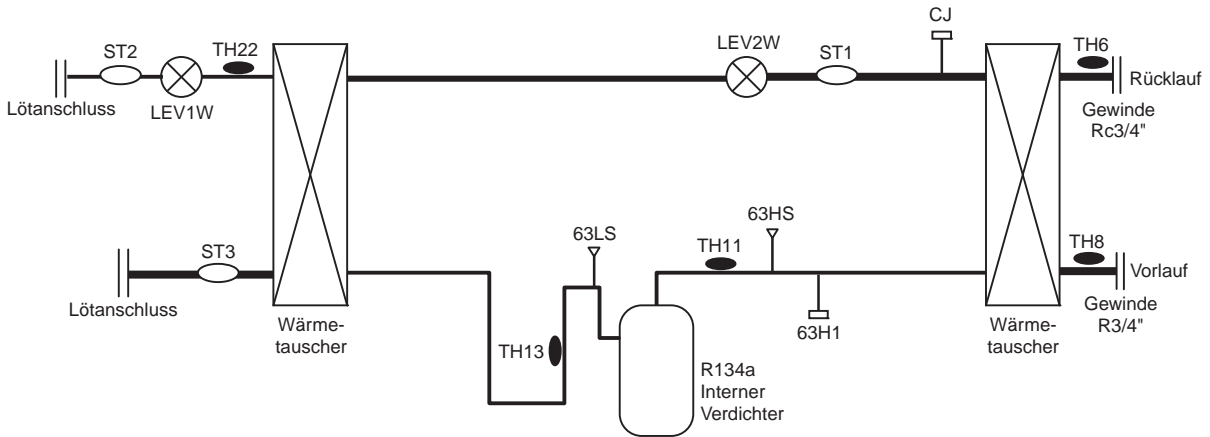 CJ
ST2
TH22
LEV2W
ST1
TH6
Rücklauf
Lötanschluss
LEV1W
Gewinde
Rc3/4"
63LS
63HS
ST3
TH11
TH8
Vorlauf
Lötanschluss
Gewinde
R3/4"
Wärme-
tauscher
TH13
63H1
Wärme-
tauscher
R134a
Interner
Verdichter